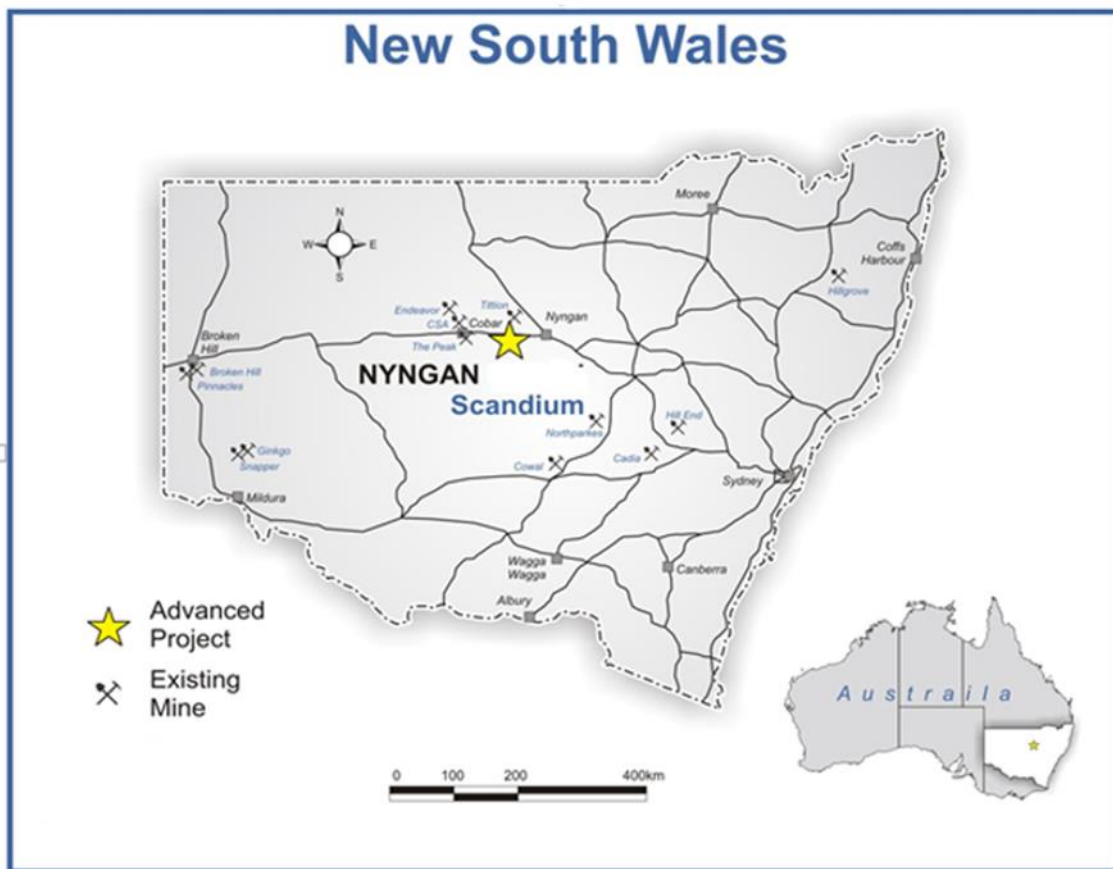 New South Wales
Moree
Coffs
Harbour
N
W
E
S
Hillgrove
Endeavor
Tittion
CSA
Cobar
Nyngan
Broken
Hill
The Peak
NYNGAN
Broken Hill
Pinnacles
Scandium
Hill End
Northparkes
Ginkgo
Snapper
Cowal
Cadia
Sydney
Mildura
Wagga
Wagga
Canberra
Albury
Advanced
Project
Existing
Mine
Austraila
0 100 200 400km